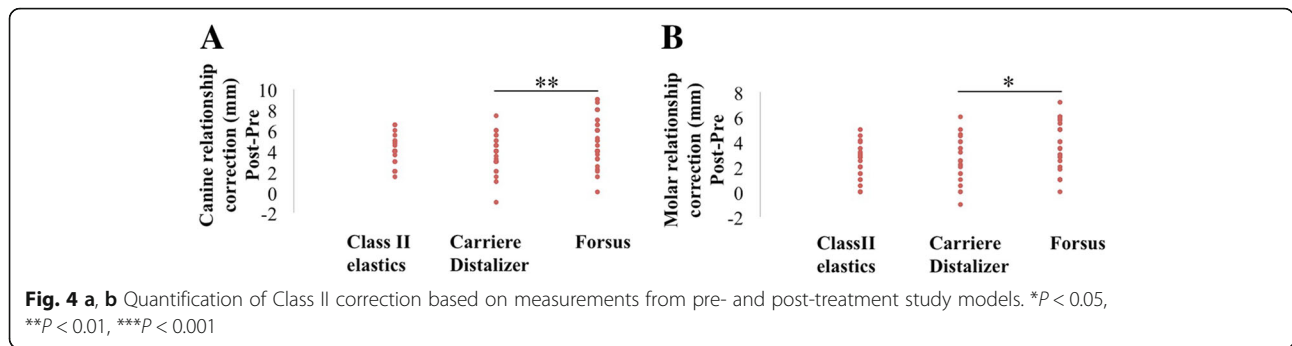 A
Canine relationship
correction (mm)
Post-Pre
10
8
6
4
2
0
-2
**
Class II
elastics
Carriere
Distalizer
Forsus
B
Molar relationship
correction (mm)
Post-Pre
8
6
4
2
0
-2
*
ClassII
elastics
Carriere
Distalizer
Forsus
Fig. 4 a, b Quantification of Class II correction based on measurements from pre- and post-treatment study models. *P < 0.05,
**P < 0.01, ***P < 0.001